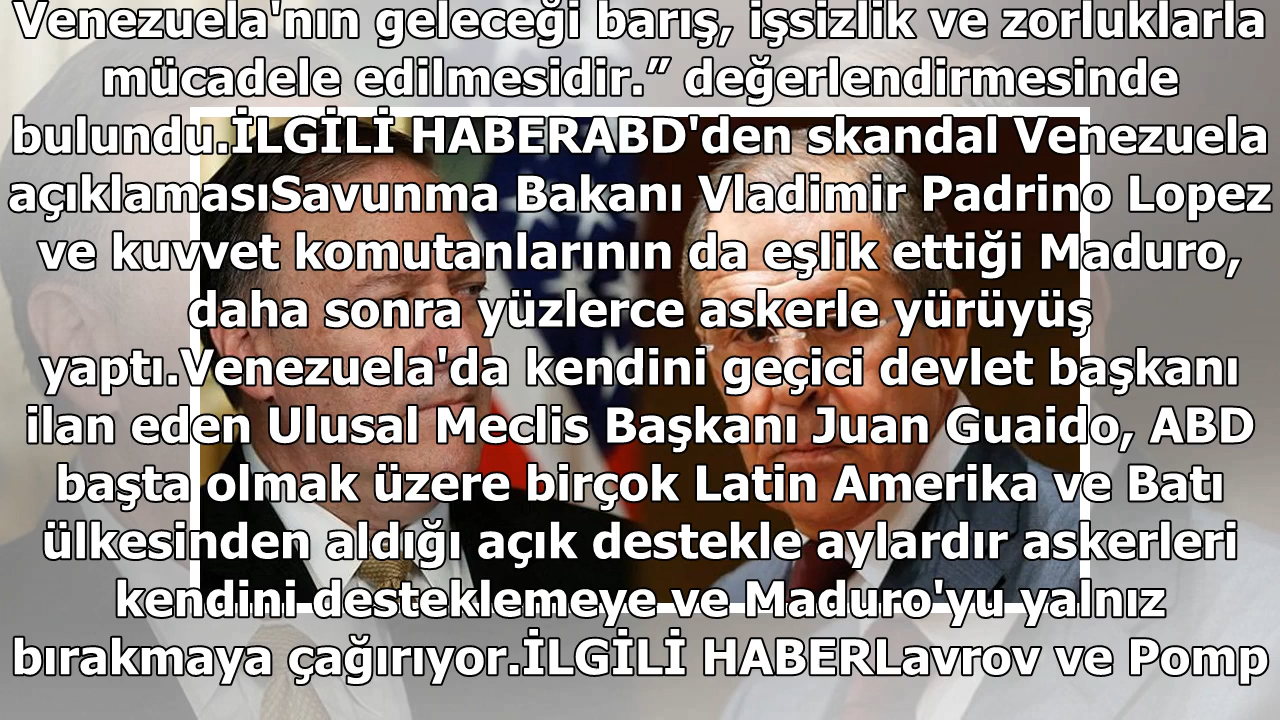 Venezuela'nın geleceği barış, işsizlik ve zorluklarla
mücadele edilmesidir.” değerlendirmesinde
bulundu.İLGİLİ HABERABD'den skandal Venezuela
açıklamasıSavunma Bakanı Vladimir Padrino Lopez
ve kuvvet komutanlarının da eşlik ettiği Maduro,
daha sonra yüzlerce askerle yürüyüş
yaptı.Venezuela'da kendini geçici devlet başkanı
ilan eden Ulusal Meclis Başkanı Juan Guaido, ABD
başta olmak üzere birçok Latin Amerika ve Batı
ülkesinden aldığı açık destekle aylardır askerleri
kendini desteklemeye ve Maduro'yu yalnız
bırakmaya çağırıyor.İLGİLİ HABERLavrov ve Pomp